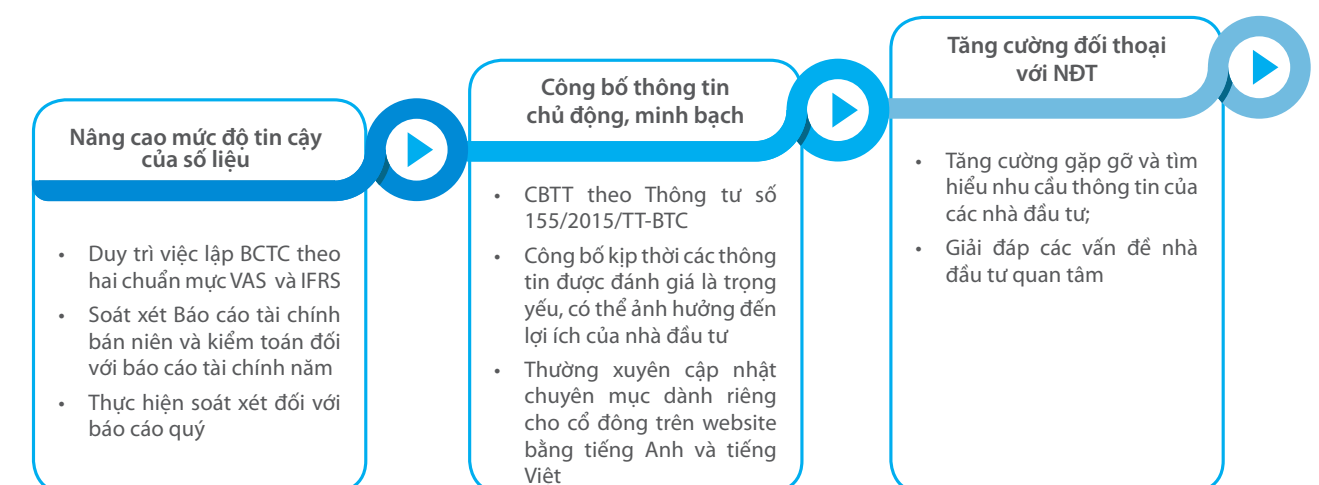 Nâng cao mức độ tin cậy
của số liệu
• Duy trì việc lập BCTC theo
hai chuẩn mực VAS và IFRS
• Soát xét Báo cáo tài chính
bán niên và kiểm toán đối
với báo cáo tài chính năm
• Thực hiện soát xét đối với
báo cáo quý
Công bố thông tin
chủ động, minh bạch
• CBTT theo Thông tư số
155/2015/TT-BTC
• Công bố kịp thời các thông
tin được đánh giá là trọng
yếu, có thể ảnh hưởng đến
lợi ích của nhà đầu tư
• Thường xuyên cập nhật
chuyên mục dành riêng
cho cổ đông trên website
bằng tiếng Anh và tiếng
Việt
Tăng cường đối thoại
với NĐT
• Tăng cường gặp gỡ và tìm
hiểu nhu cầu thông tin của
các nhà đầu tư;
• Giải đáp các vấn đề nhà
đầu tư quan tâm